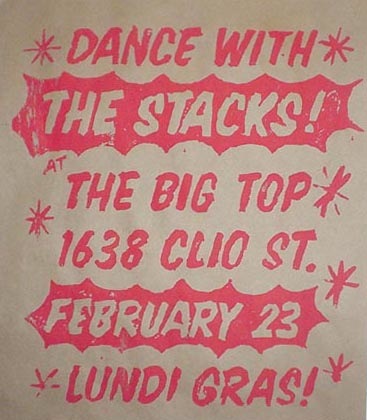 DANCE WITH
THE STACKS!
AT
THE BIG TOP
1638 CLIO ST.
FEBRUARY 23
LUNDI GRAS!